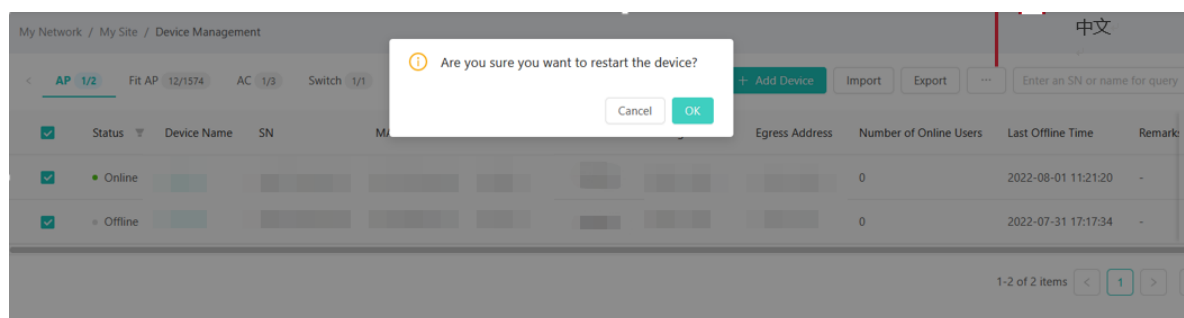 中文
My Network / My Site / Device Management
Are you sure you want to restart the device?
< AP 1/2 Fit AP 12/1574 AC 1/3 Switch 1/1 + Add Device Import Export ··· Enter an SN or name for query
Cancel OK
Status Device Name SN Egress Address Number of Online Users Last Offline Time
Online 0 2022-08-01 11:21:20 -
Offline 0 2022-07-31 17:17:34 -
1-2 of 2 items < 1 >